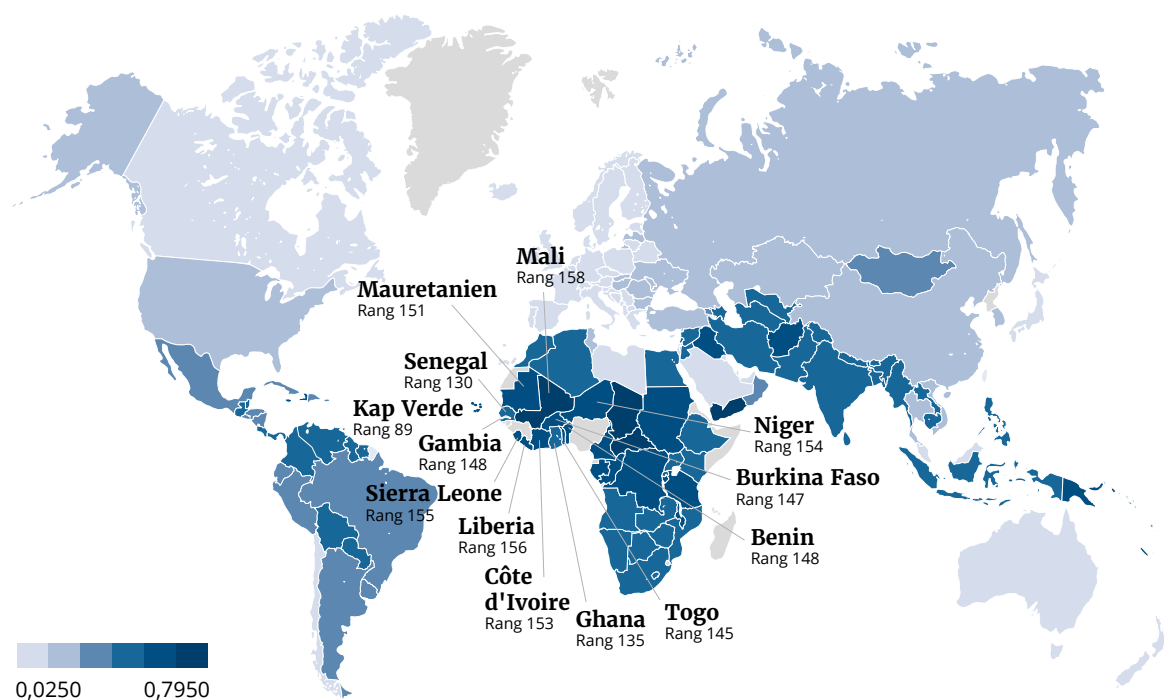 Mali
Rang 158
Mauretanien
Rang 151
Senegal
Rang 130
Kap Verde
Rang 89
Gambia
Rang 148
Sierra Leone
Rang 155
Liberia
Rang 156
Côte
d'Ivoire
Rang 153
Ghana
Rang 135
Togo
Rang 145
Benin
Rang 148
Burkina Faso
Rang 147
Niger
Rang 154
0,0250 0,7950